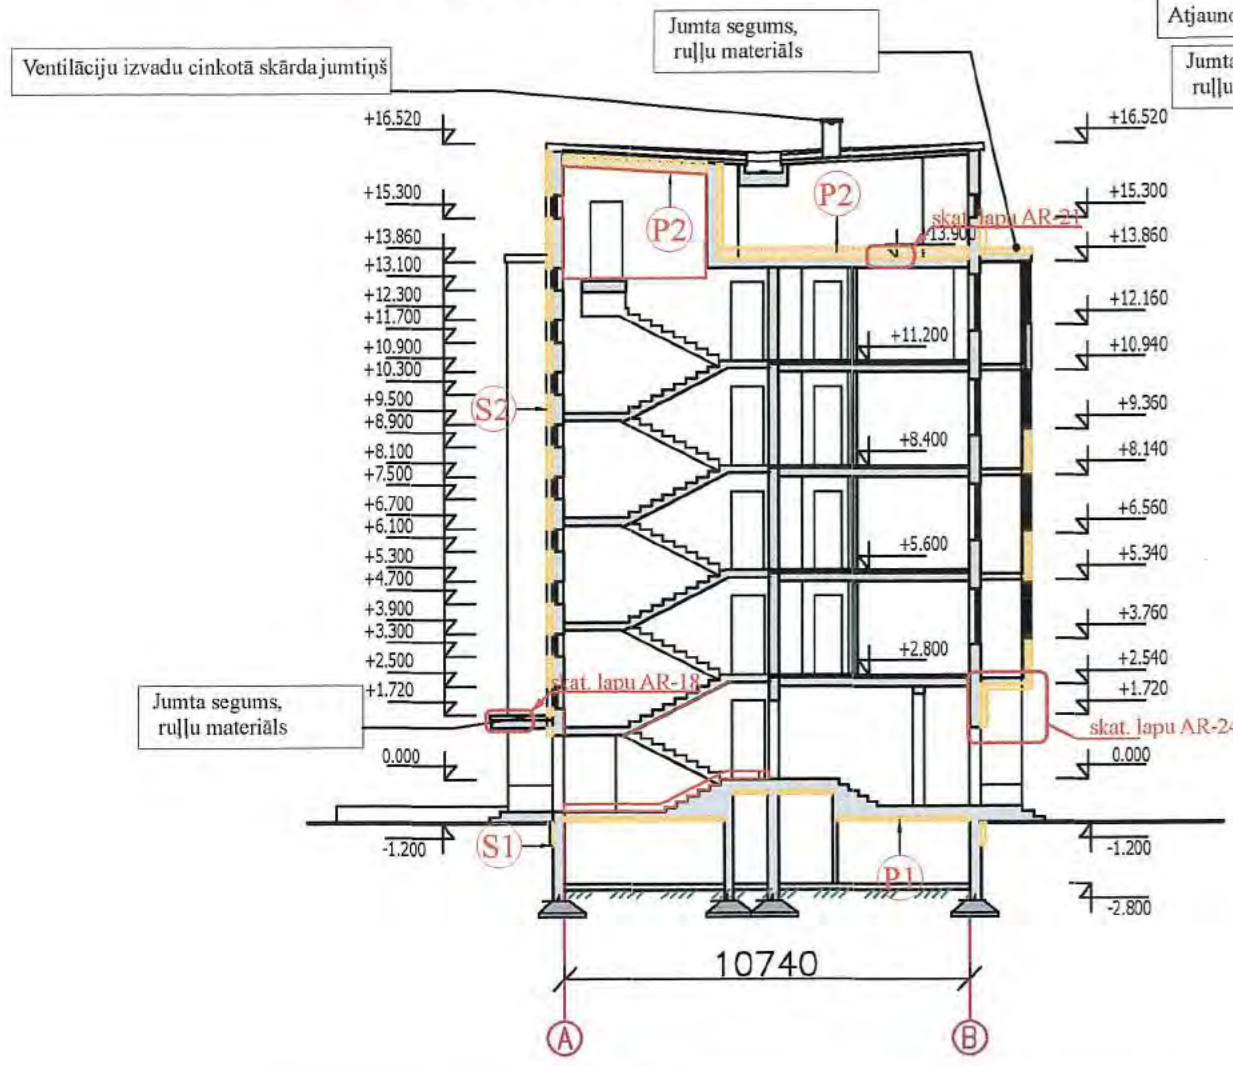 Jumta segums,
ruļļu materiāls
Ventilāciju izvadu cinkotā skārda jumtiņš
Jumta
ruļļu
+16.520
+15.300
+13.860
+13.100
+12.300
+11.700
+10.900
+10.300
+9.500
+8.900
+8.100
+7.500
+6.700
+6.100
+5.300
+4.700
+3.900
+3.300
+2.500
+1.720
0.000
-1.200
P2
P2
skat. lapu AR-21
+13.900
+11.200
+8.400
+5.600
+2.800
S2
skat. lapu AR-18
Jumta segums,
ruļļu materiāls
S1
P1
+16.520
+15.300
+13.860
+12.160
+10.940
+9.360
+8.140
+6.560
+5.340
+3.760
+2.540
+1.720
skat. lapu AR-24
0.000
-1.200
-2.800
10740
A
B